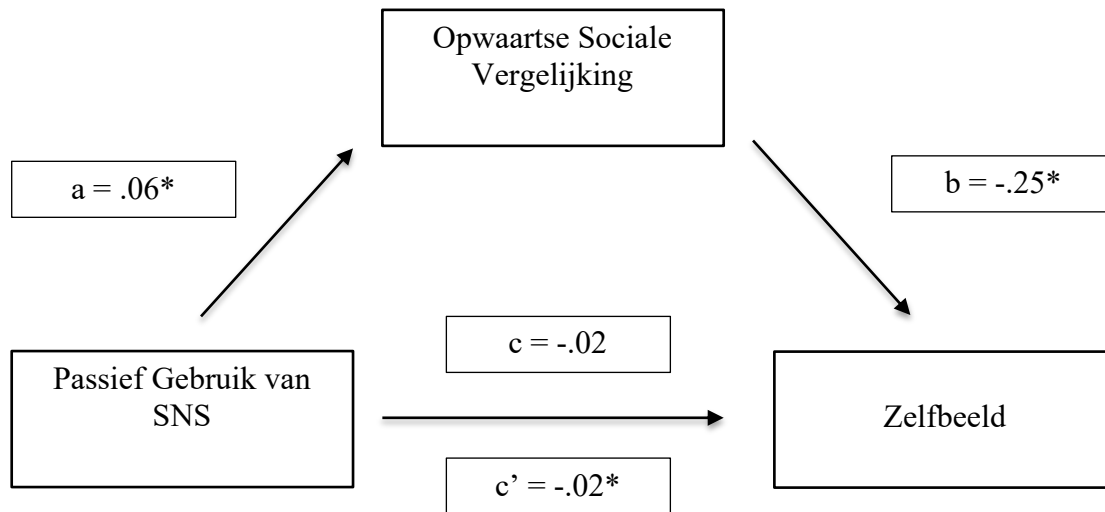 Opwaartse Sociale
Vergelijking
a = .06*
b = -.25*
c = -.02
Passief Gebruik van
SNS
Zelfbeeld
c’ = -.02*